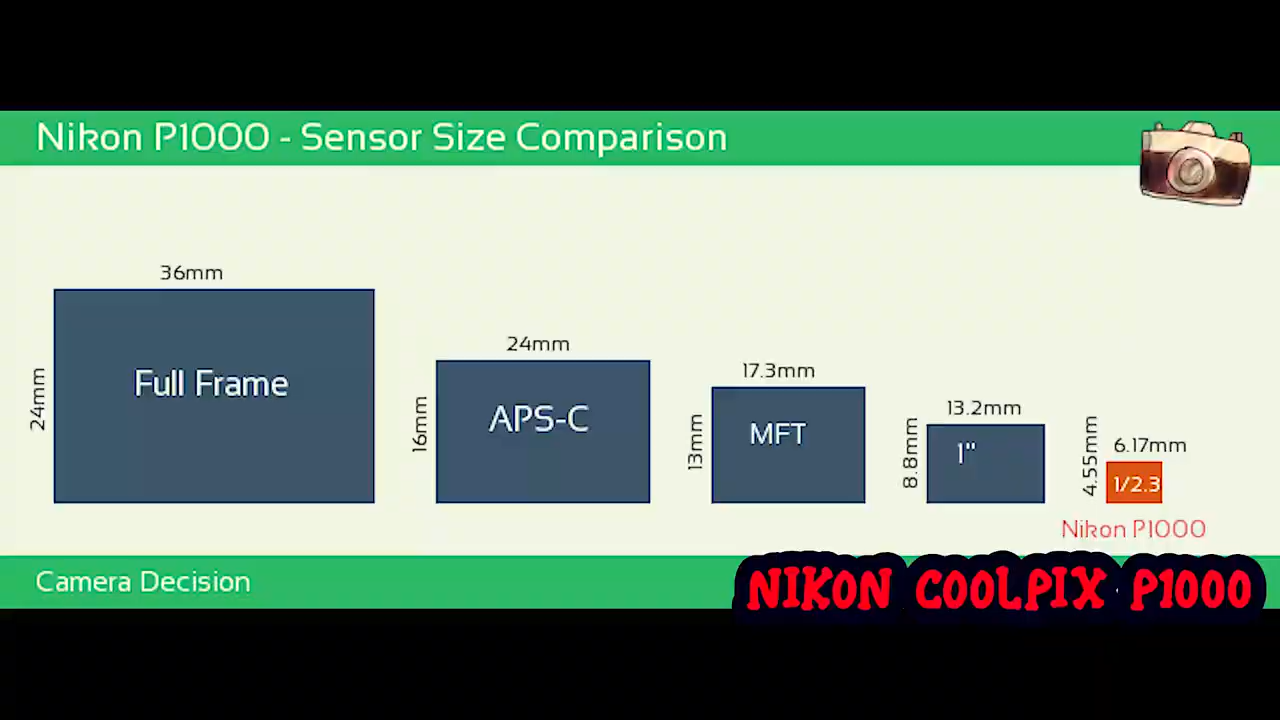 Nikon P1000 - Sensor Size Comparison
36mm
24mm
Full Frame
24mm
16mm
APS-C
17.3mm
13mm
MFT
13.2mm
8.8mm
1"
6.17mm
4.55mm
1/2.3
Nikon P1000
Camera Decision
NIKON COOLPIX P1000